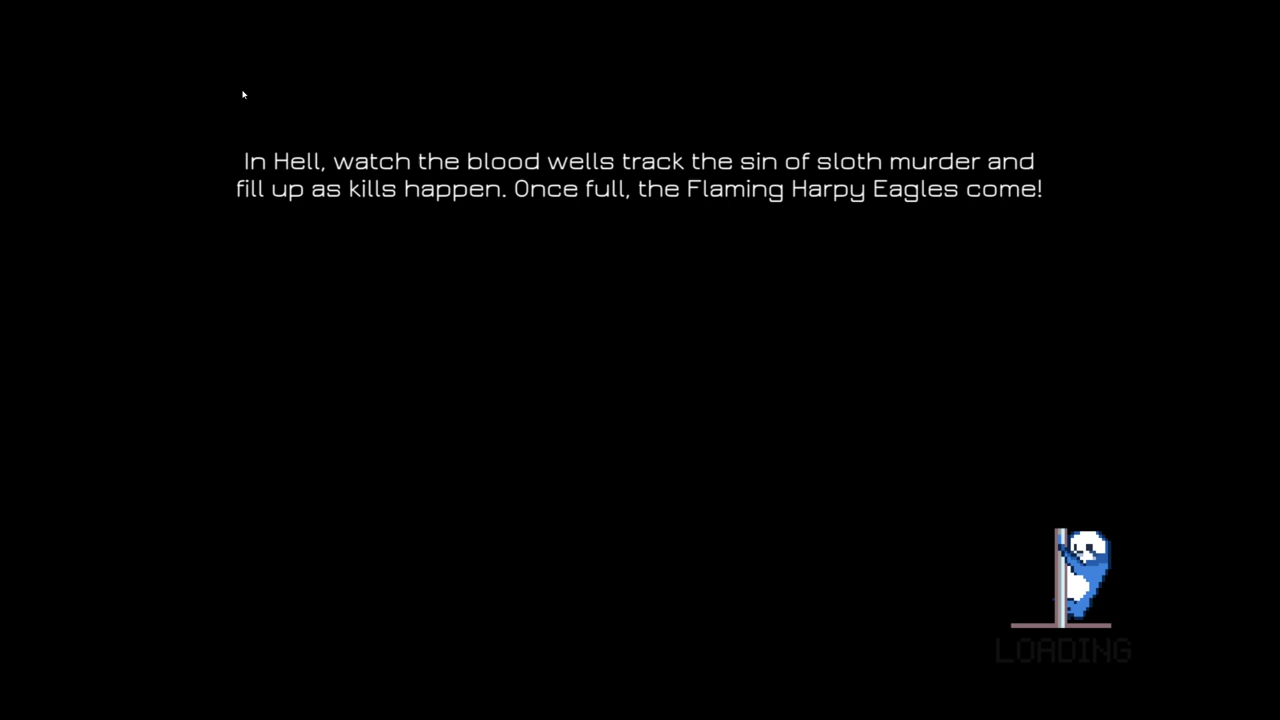 In Hell, watch the blood wells track the sin of sloth murder and
fill up as kills happen. Once full, the Flaming Harpy Eagles come!
LOADING